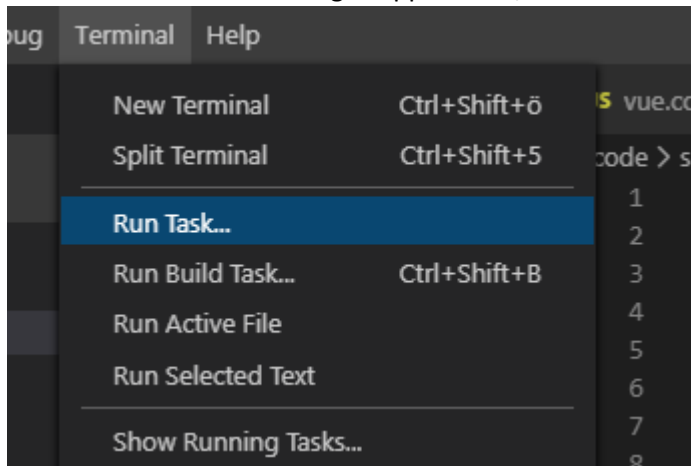 bug Terminal Help
New Terminal Ctrl+Shift+ö
Split Terminal Ctrl+Shift+5
Run Task...
Run Build Task... Ctrl+Shift+B
Run Active File
Run Selected Text
Show Running Tasks...
JS vue.co
code > s
1
2
3
4
5
6
7
8